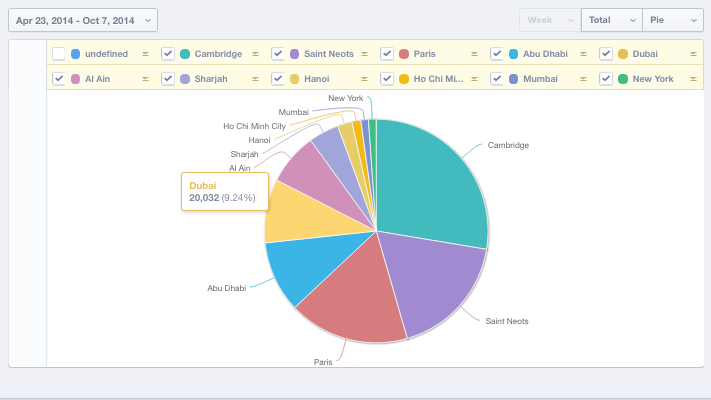 Apr 23, 2014 - Oct 7, 2014 Week Total Pie
undefined Cambridge Saint Neots Paris Abu Dhabi Dubai
Al Ain Sharjah Hanoi Ho Chi Mi... Mumbai New York
New York
Mumbai
Ho Chi Minh City
Hanoi
Cambridge
Sharjah
Al Ain
Dubai
20,032 (9.24%)
Abu Dhabi
Saint Neots
Paris